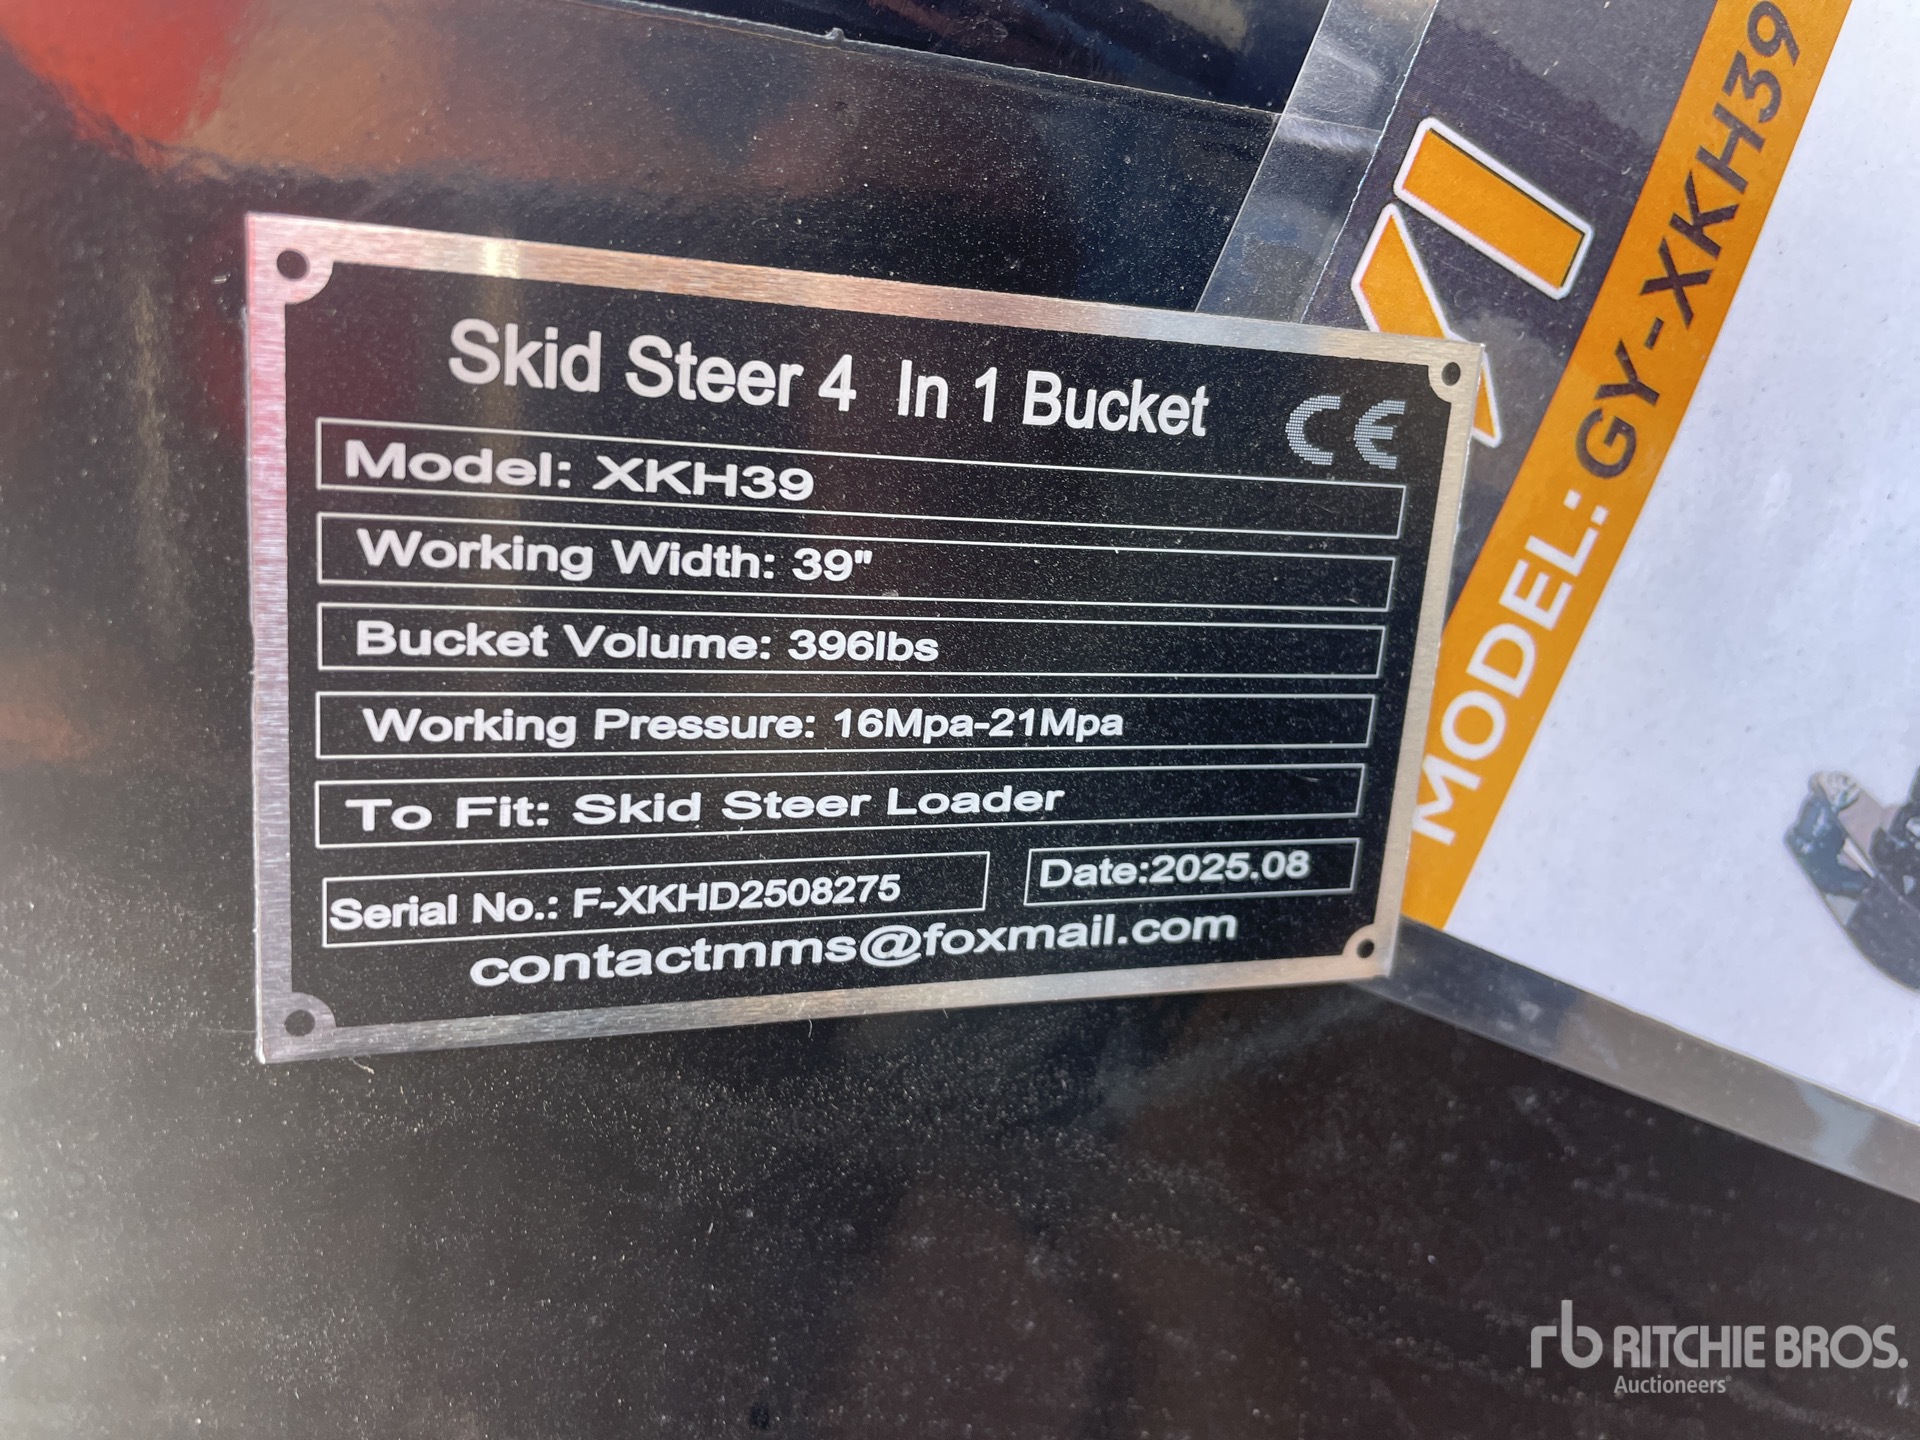 Skid Steer 4 In 1 Bucket
CE
Model: XKH39
Working Width: 39"
Bucket Volume: 396lbs
Working Pressure: 16Mpa-21Mpa
To Fit: Skid Steer Loader
Serial No.: F-XKHD2508275
Date:2025.08
contactmms@foxmail.com
MODEL: GY-XKH39
rb RITCHIE BROS.
Auctioneers